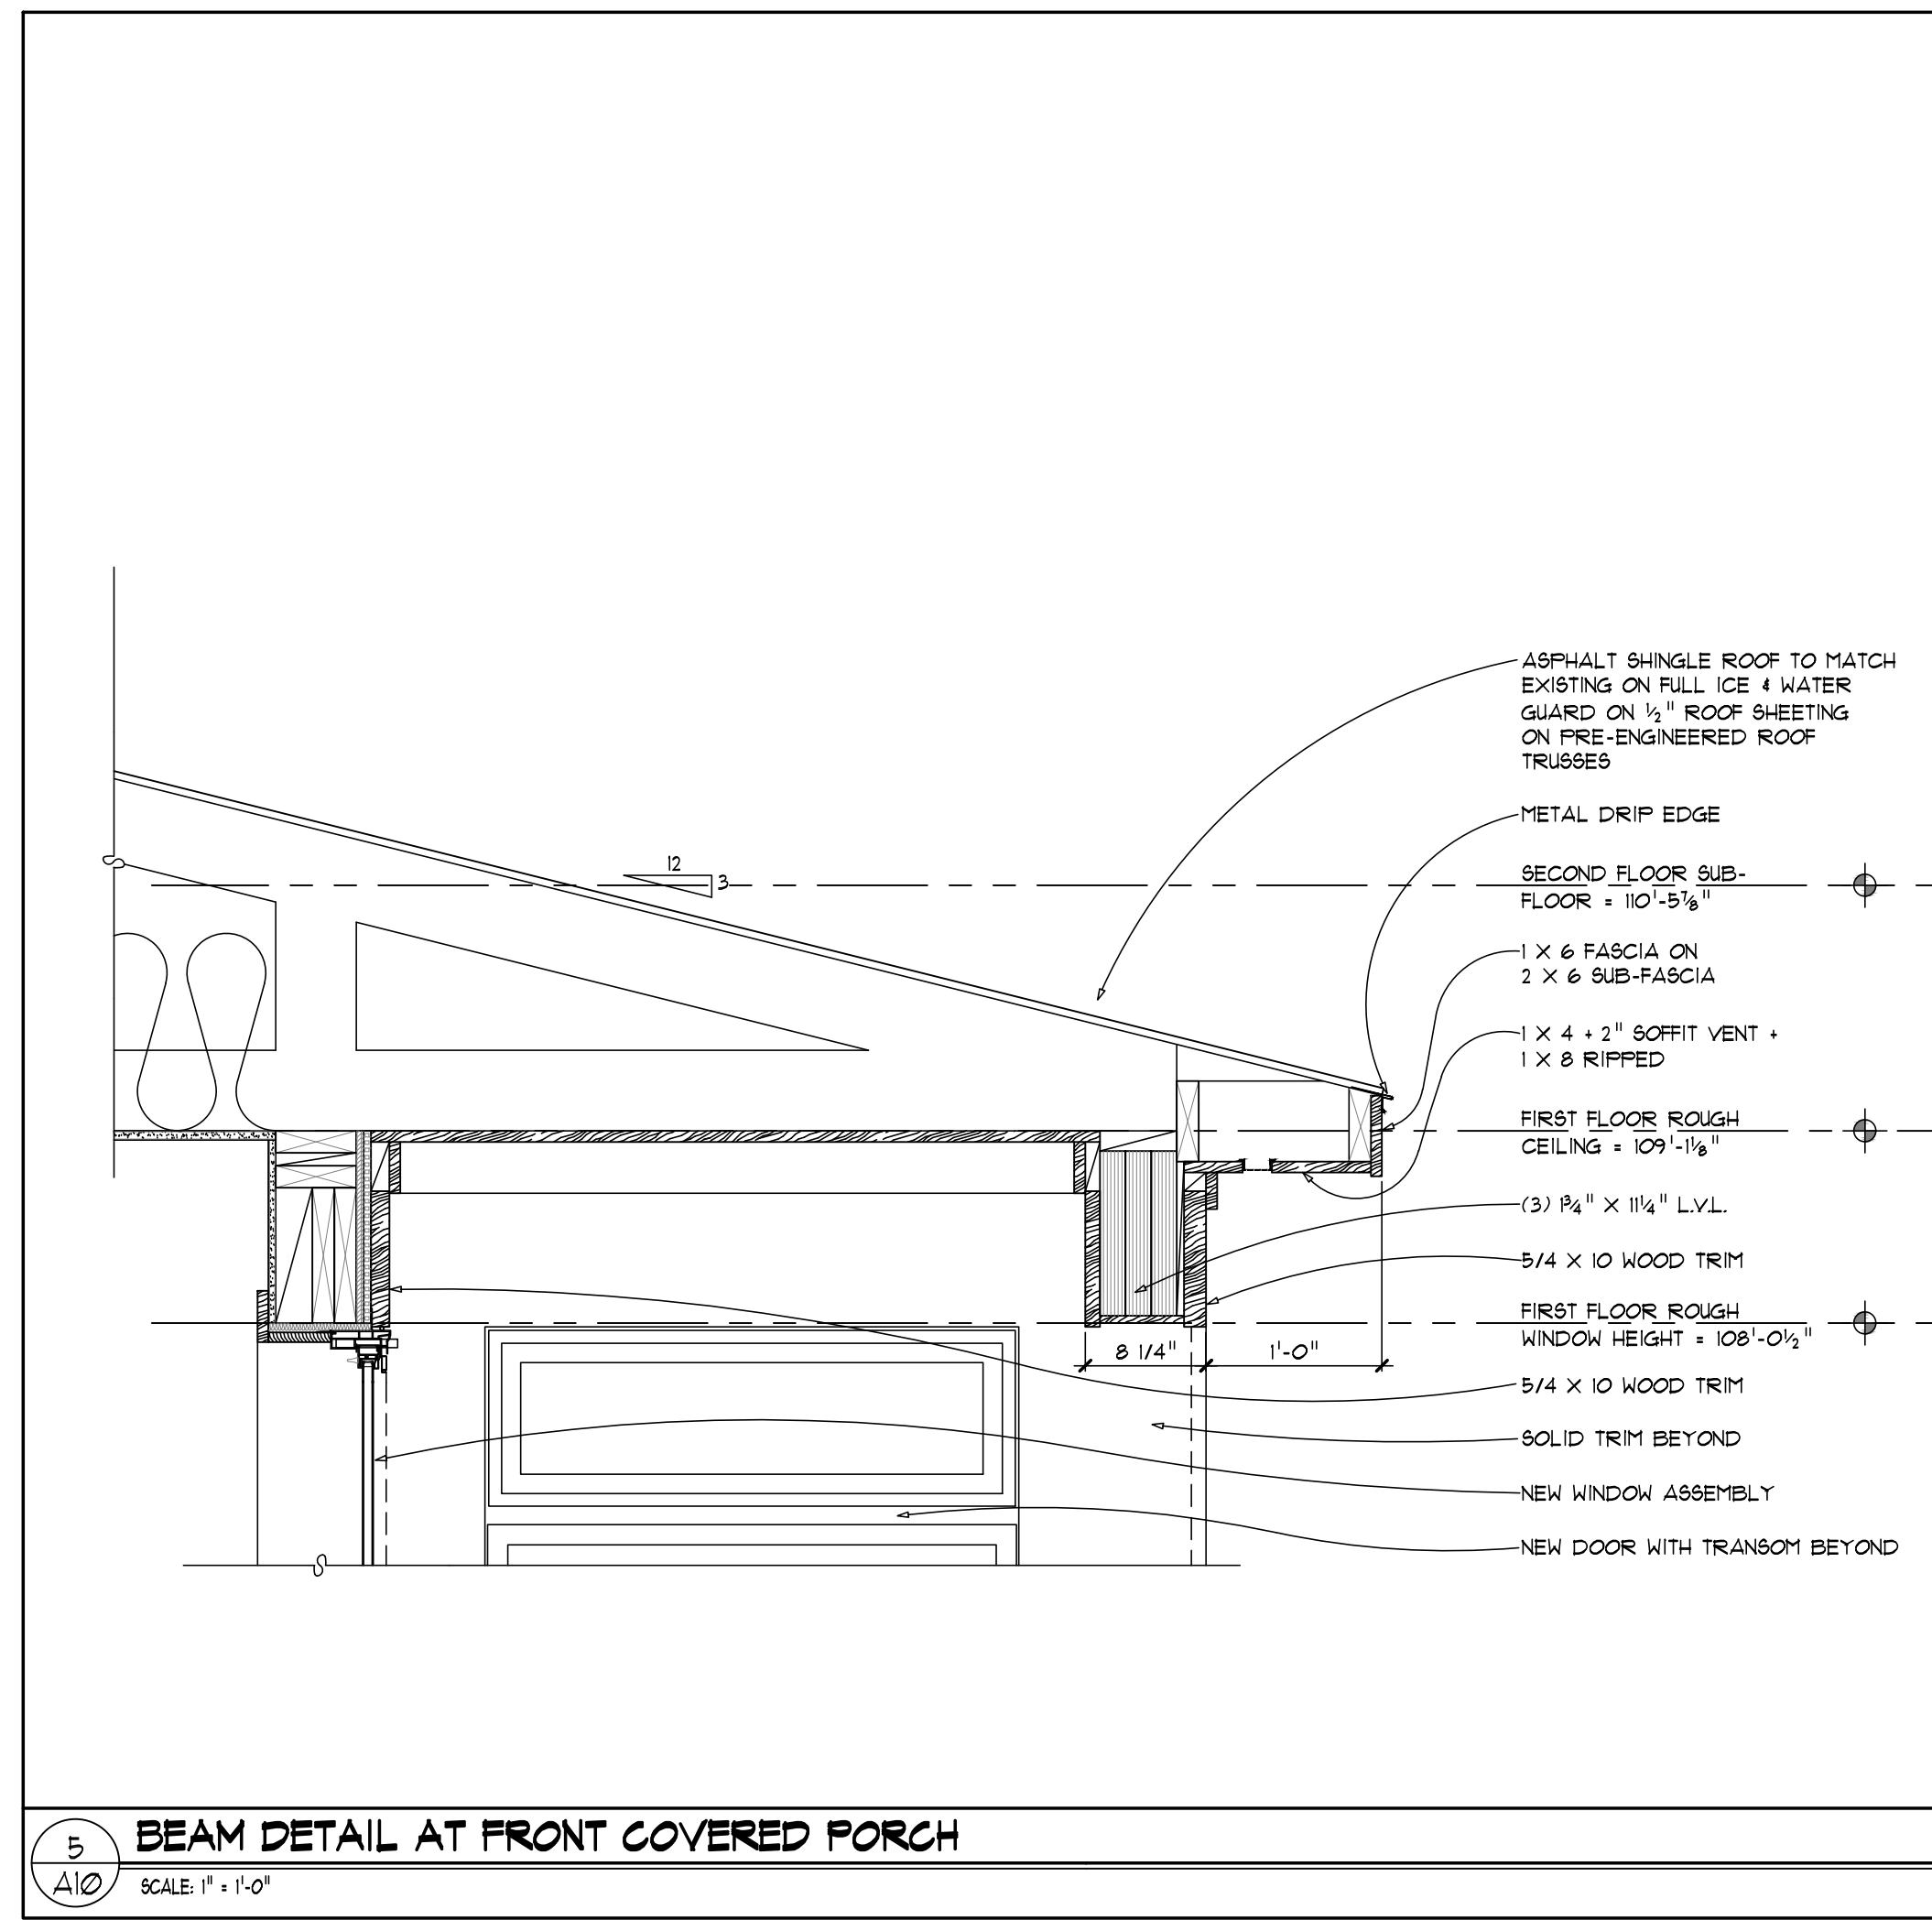 ASPHALT SHINGLE ROOF TO MATCH
EXISTING ON FULL ICE & WATER
GUARD ON ½" ROOF SHEETING
ON PRE-ENGINEERED ROOF
TRUSSES
METAL DRIP EDGE
12
3
SECOND FLOOR SUB-
FLOOR = 110'-5⅞"
1 X 6 FASCIA ON
2 X 6 SUB-FASCIA
1 X 4 + 2" SOFFIT VENT +
1 X 8 RIPPED
FIRST FLOOR ROUGH
CEILING = 109'-1⅛"
(3) 1¾" X 11¼" L.V.L.
5/4 X 10 WOOD TRIM
FIRST FLOOR ROUGH
WINDOW HEIGHT = 108'-0½"
8 1/4"
1'-0"
5/4 X 10 WOOD TRIM
SOLID TRIM BEYOND
NEW WINDOW ASSEMBLY
NEW DOOR WITH TRANSOM BEYOND
5
A10
BEAM DETAIL AT FRONT COVERED PORCH
SCALE: 1" = 1'-0"